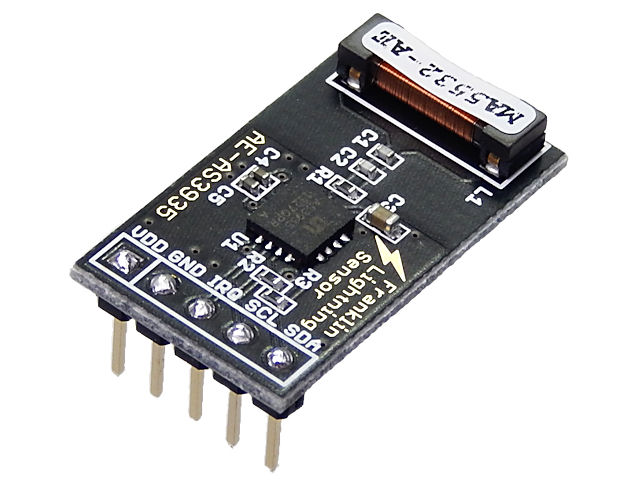 MA5532-AE
L1
C1
C2
R1
C3
C4
C5
AE-AS3935
U1
R2
R3
VDD GND IRQ SCL SDA
Franklin
Lightning
Sensor